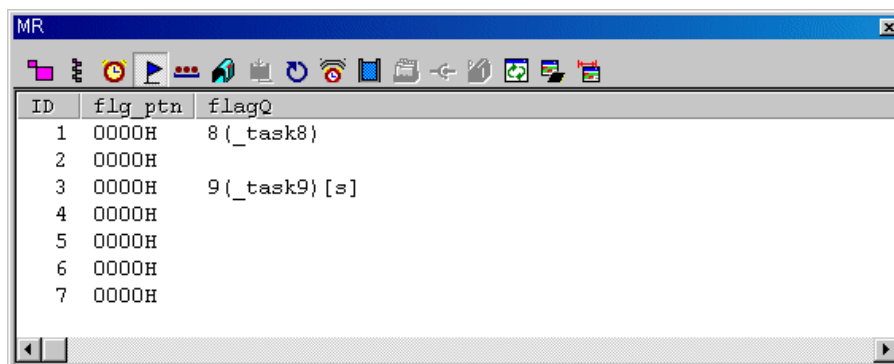 MR
ID flg_ptn flagQ
1 0000H 8(_task8)
2 0000H
3 0000H 9(_task9)[s]
4 0000H
5 0000H
6 0000H
7 0000H